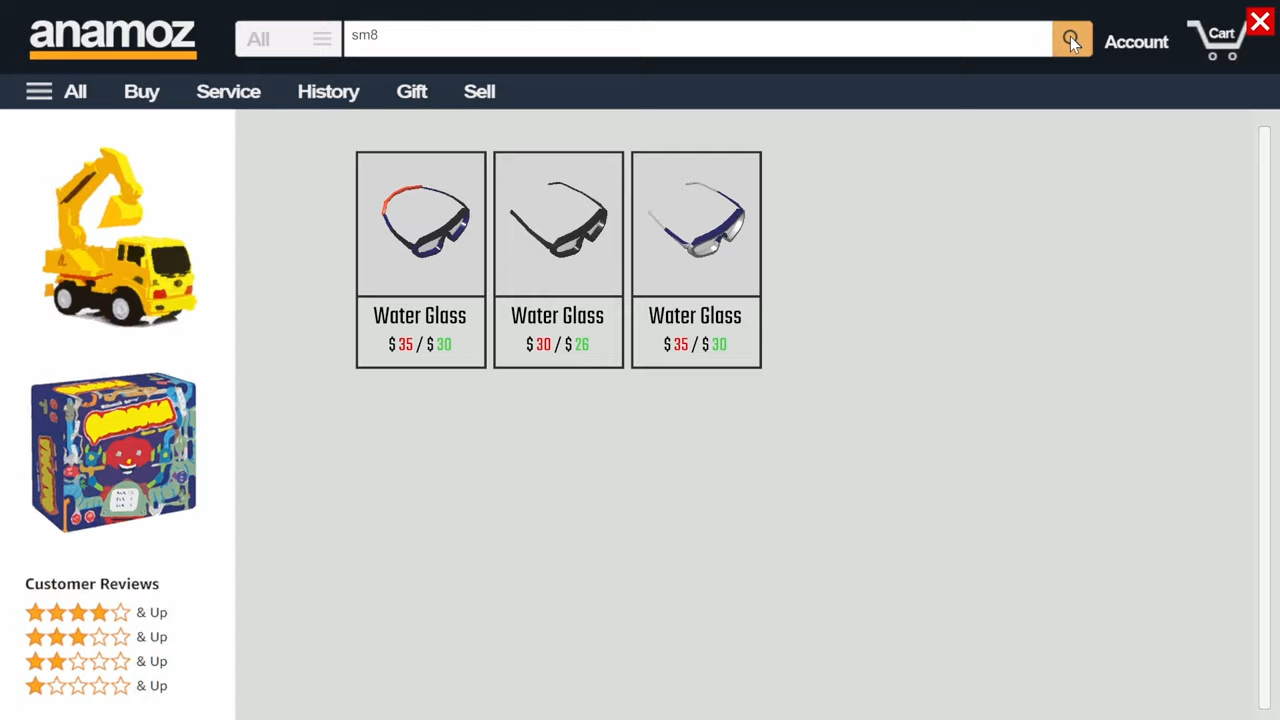 anamoz
All
sm8
Account
Cart
All
Buy
Service
History
Gift
Sell
Water Glass
$ 35 / $ 30
Water Glass
$ 30 / $ 26
Water Glass
$ 35 / $ 30
Customer Reviews
& Up
& Up
& Up
& Up